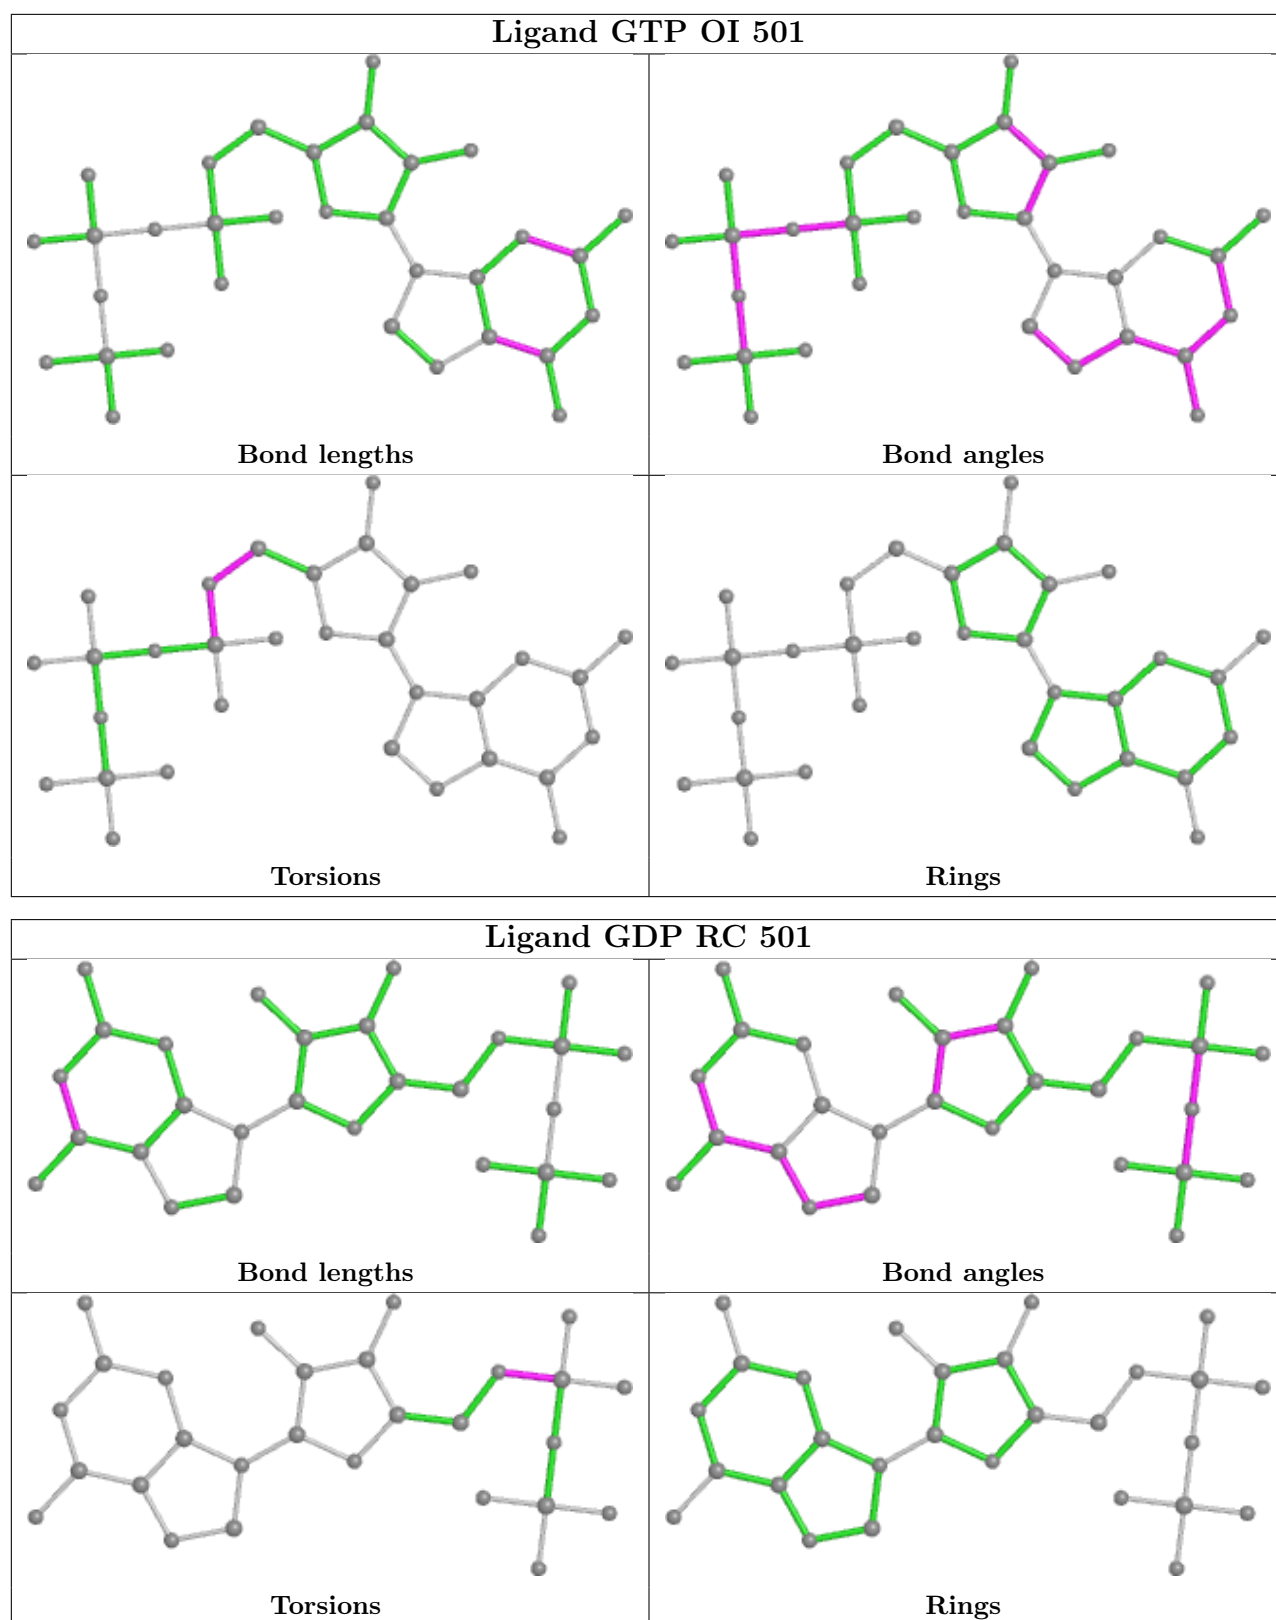 Ligand GTP OI 501
Bond lengths
Bond angles
Torsions
Rings
Ligand GDP RC 501
Bond lengths
Bond angles
Torsions
Rings